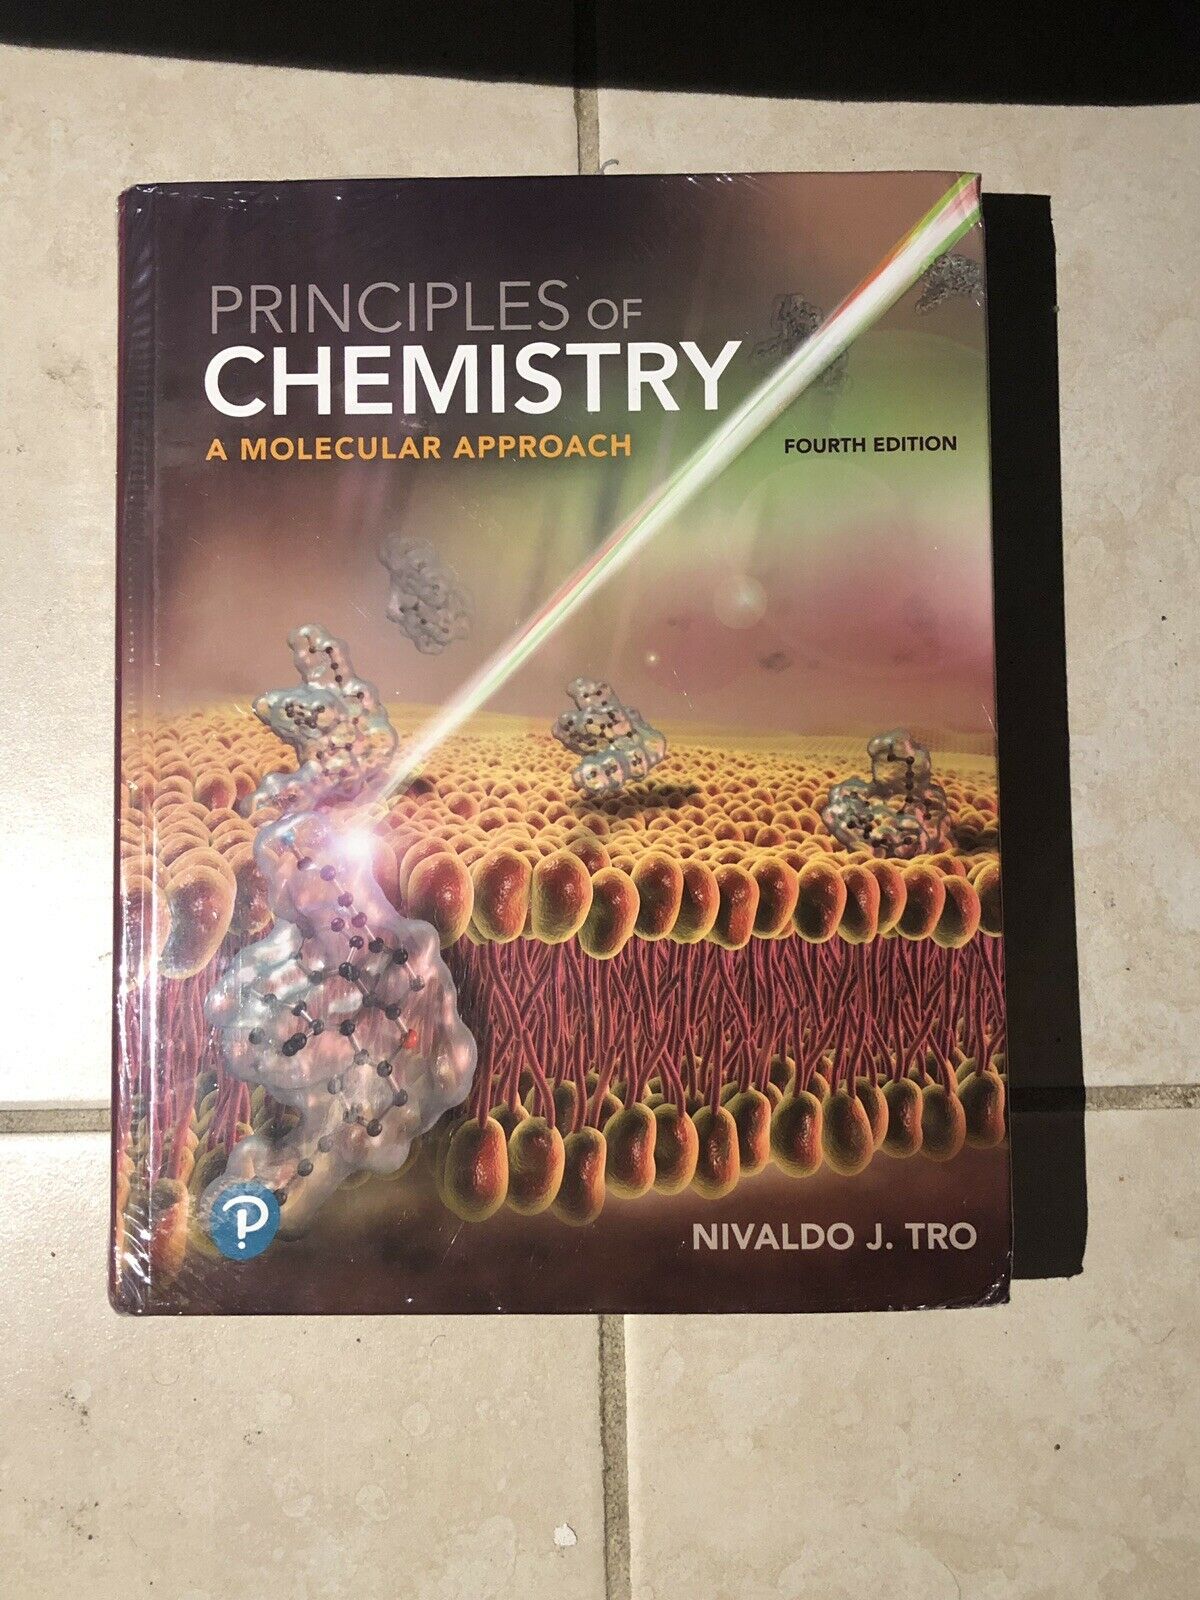 PRINCIPLES OF
CHEMISTRY
A MOLECULAR APPROACH
FOURTH EDITION
P
NIVALDO J. TRO